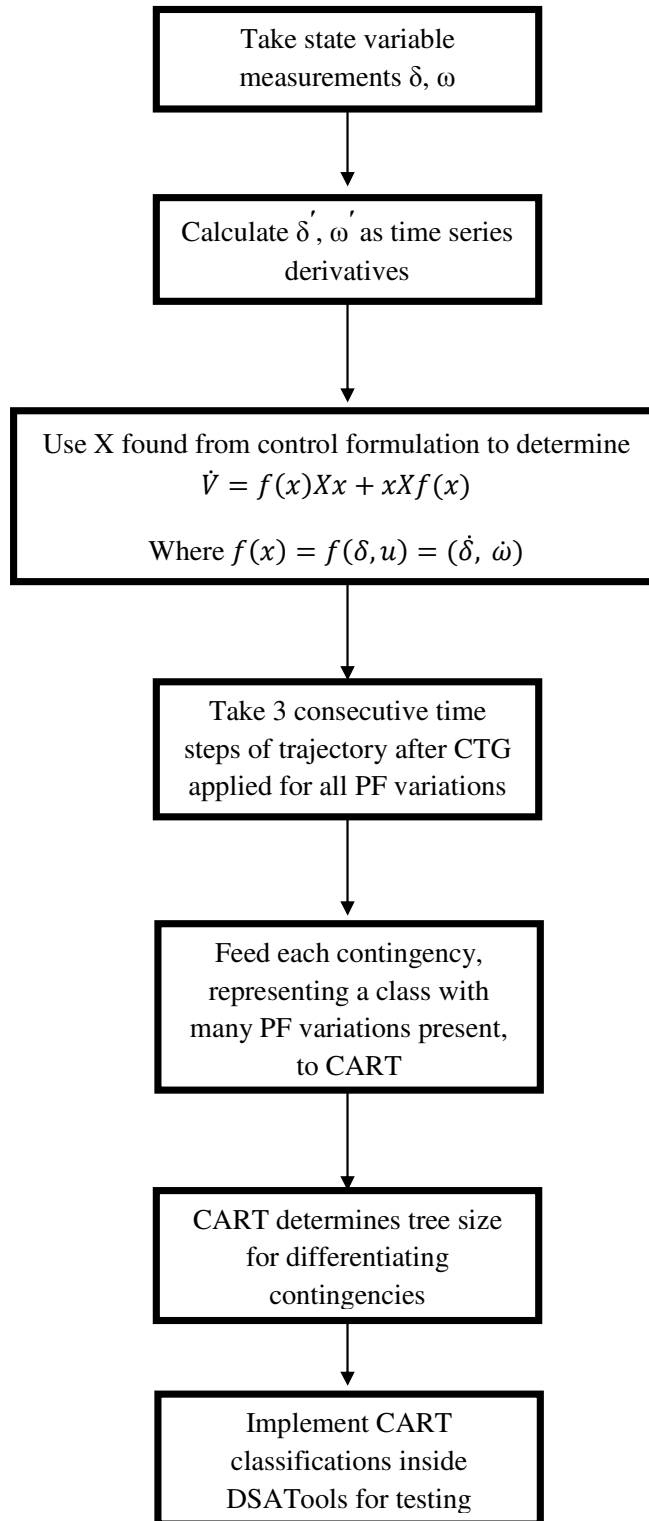 Take state variable
measurements δ, ω
Calculate δ′, ω′ as time series
derivatives
Use X found from control formulation to determine
V̇ = f(x)Xx + xXf(x)
Where f(x) = f(δ, u) = (δ̇, ω̇)
Take 3 consecutive time
steps of trajectory after CTG
applied for all PF variations
Feed each contingency,
representing a class with
many PF variations present,
to CART
CART determines tree size
for differentiating
contingencies
Implement CART
classifications inside
DSATools for testing